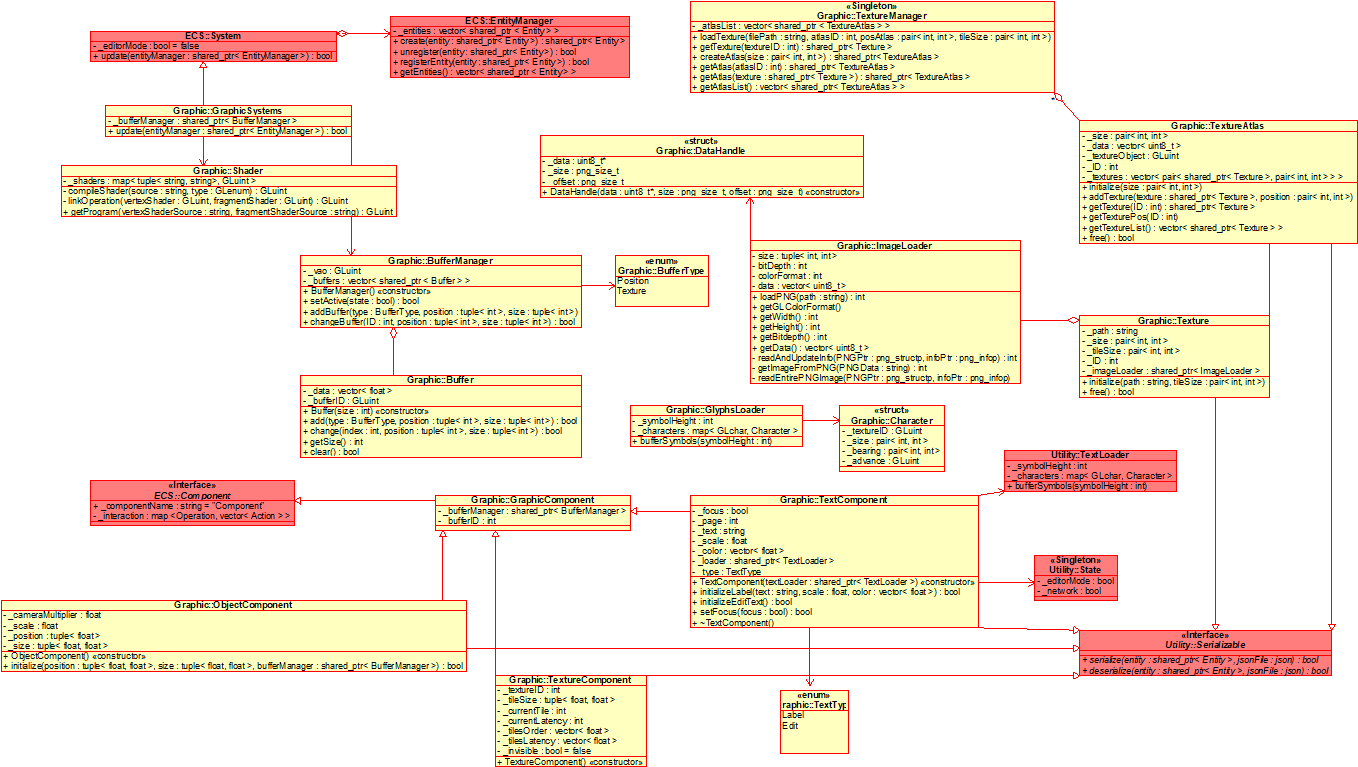 ECS::System
- _editorMode : bool = false
+ update(entityManager : shared_ptr< EntityManager >) : bool
ECS::EntityManager
- _entities : vector< shared_ptr < Entity > >
+ create(entity : shared_ptr < Entity>) : shared_ptr < Entity>
+ unregister(entity: shared_ptr < Entity>) : bool
+ registerEntity(entity : shared_ptr < Entity>) : bool
+ getEntities() : vector< shared_ptr < Entity> >
«Singleton»
Graphic::TextureManager
- _atlasList : vector< shared_ptr < TextureAtlas > >
+ loadTexture(filePath : string, atlasID : int, posAtlas : pair< int, int >, tileSize : pair< int, int >)
+ getTexture(textureID : int) : shared_ptr < Texture>
+ createAtlas(size : pair< int, int >) : shared_ptr< TextureAtlas >
+ getAtlas(atlasID : int) : shared_ptr < TextureAtlas >
+ getAtlas(texture : shared_ptr< Texture >) : shared_ptr < TextureAtlas >
+ getAtlasList() : vector< shared_ptr < TextureAtlas > >
Graphic::GraphicSystems
- _bufferManager : shared_ptr< BufferManager >
+ update(entityManager : shared_ptr< EntityManager >) : bool
Graphic::Shader
- _shaders : map< tuple< string, string>, GLuint >
- compileShader(source : string, type : GLenum) : GLuint
- linkOperation(vertexShader : GLuint, fragmentShader : GLuint) : GLuint
+ getProgram(vertexShaderSource : string, fragmentShaderSource : string) : GLuint
«struct»
Graphic::DataHandle
- _data : uint8_t*
- _size : png_size_t
- _offset : png_size_t
+ DataHandle(data : uint8_t*, size : png_size_t, offset : png_size_t) «constructor»
Graphic::TextureAtlas
- _size : pair< int, int >
- _data : vector< uint8_t >
- _textureObject : GLuint
- _ID : int
- _textures : vector< pair< shared_ptr< Texture >, pair< int, int > > >
+ initialize(size : pair< int, int >)
+ addTexture(texture : shared_ptr< Texture >, position : pair< int, int >)
+ getTexture(ID : int) : shared_ptr< Texture >
+ getTexturePos(ID : int)
+ getTextureList() : vector< shared_ptr< Texture > >
+ free() : bool
Graphic::BufferManager
- _vao : GLuint
- _buffers : vector< shared_ptr < Buffer > >
+ BufferManager() «constructor»
+ setActive(state : bool) : bool
+ addBuffer(type : BufferType, position : tuple< int >, size : tuple< int >)
+ changeBuffer(ID : int, position : tuple< int >, size : tuple< int >) : bool
«enum»
Graphic::BufferType
Position
Texture
Graphic::ImageLoader
- size : tuple< int, int>
- bitDepth : int
- colorFormat : int
- data : vector< uint8_t >
+ loadPNG(path : string) : int
+ getGLColorFormat()
+ getWidth() : int
+ getHeight() : int
+ getBitdepth() : int
+ getData() : vector< uint8_t >
- readAndUpdateInfo(PNGPtr : png_structp, infoPtr : png_infop) : int
- getImageFromPNG(PNGData : string) : int
- readEntirePNGImage(PNGPtr : png_structp, infoPtr : png_infop)
Graphic::Texture
- _path : string
- _size : pair< int, int >
- _tileSize : pair< int, int >
- _ID : int
- _imageLoader : shared_ptr< ImageLoader >
+ initialize(path : string, tileSize : pair< int, int >)
+ free() : bool
Graphic::Buffer
- _data : vector< float >
- _bufferID : GLuint
+ Buffer(size : int) «constructor»
+ add(type : BufferType, position : tuple< int >, size : tuple< int >) : bool
+ change(index : int, position : tuple< int >, size : tuple< int >) : bool
+ getSize() : int
+ clear() : bool
Graphic::GlyphsLoader
- _symbolHeight : int
- _characters : map< GLchar, Character >
+ bufferSymbols(symbolHeight : int)
«struct»
Graphic::Character
- _textureID : GLuint
- _size : pair< int, int >
- _bearing : pair< int, int >
- _advance : GLuint
Utility::TextLoader
- _symbolHeight : int
- _characters : map< GLchar, Character >
+ bufferSymbols(symbolHeight : int)
«Interface»
ECS::Component
+ _componentName : string = "Component"
- _interaction : map <Operation, vector< Action > >
Graphic::GraphicComponent
- _bufferManager : shared_ptr< BufferManager >
- _bufferID : int
Graphic::TextComponent
- _focus : bool
- _page : int
- _text : string
- _scale : float
- _color : vector< float >
- _loader : shared_ptr< TextLoader >
- _type : TextType
+ TextComponent(textLoader : shared_ptr< TextLoader >) «constructor»
+ initializeLabel(text : string, scale : float, color : vector< float >) : bool
+ initializeEditText() : bool
+ setFocus(focus : bool) : bool
+ ~TextComponent()
«Singleton»
Utility::State
- _editorMode : bool
- _network : bool
Graphic::ObjectComponent
- _cameraMultiplier : float
- _scale : float
- _position : tuple< float >
- _size : tuple< float, float >
+ ObjectComponent() «constructor»
+ initialize(position : tuple< float, float >, size : tuple< float, float >, bufferManager : shared_ptr< BufferManager >) : bool
«Interface»
Utility::Serializable
+ serialize(entity : shared_ptr< Entity >, jsonFile : json) : bool
+ deserialize(entity : shared_ptr< Entity >, jsonFile : json) : bool
Graphic::TextureComponent
- _textureID : int
- _tileSize : tuple< float, float >
- _currentTile : int
- _currentLatency : int
- _tilesOrder : vector< float >
- _tilesLatency : vector< float >
- _invisible : bool = false
+ TextureComponent() «constructor»
«enum»
raphic::TextTyp
Label
Edit